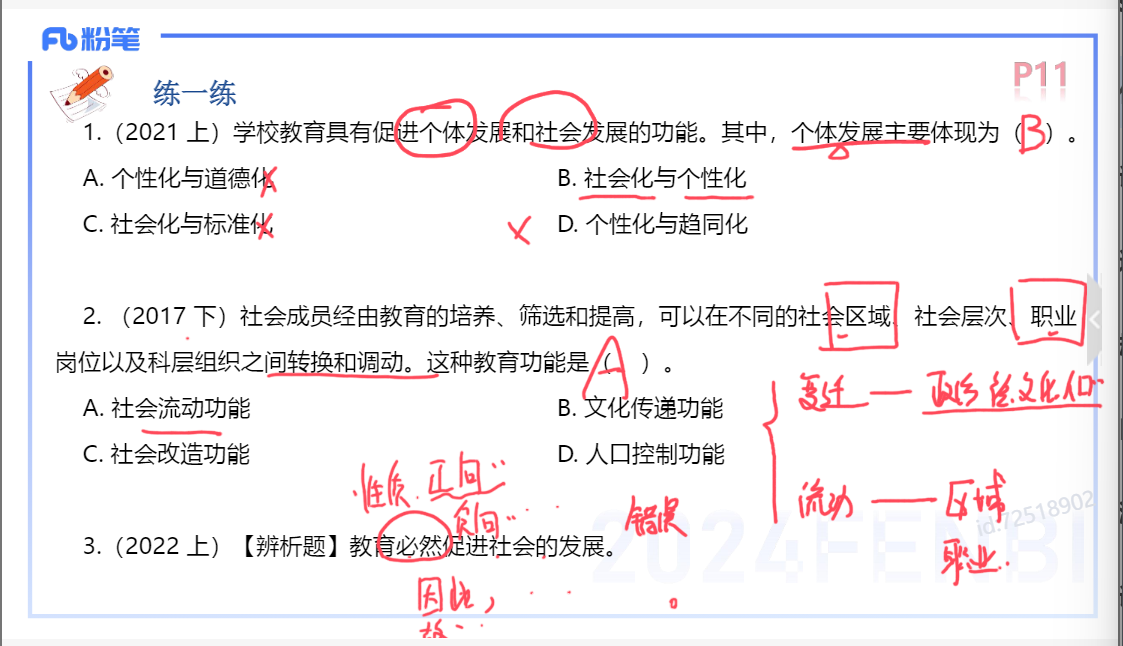 粉笔
P11
练一练
1.（2021 上）学校教育具有促进个体发展和社会发展的功能。其中，个体发展主要体现为（B）。
A. 个性化与道德化
B. 社会化与个性化
C. 社会化与标准化
D. 个性化与趋同化
2. （2017 下）社会成员经由教育的培养、筛选和提高，可以在不同的社会区域、社会层次、职业
岗位以及科层组织之间转换和调动。这种教育功能是（A）。
A. 社会流动功能
B. 文化传递功能
C. 社会改造功能
D. 人口控制功能
变迁 — 政治 经 文化 人口
流动 — 区域
职业..
性质. 正向..
负向..
错误
3.（2022 上）【辨析题】教育必然促进社会的发展。
因此，
。
id:72518902
2024FENBI